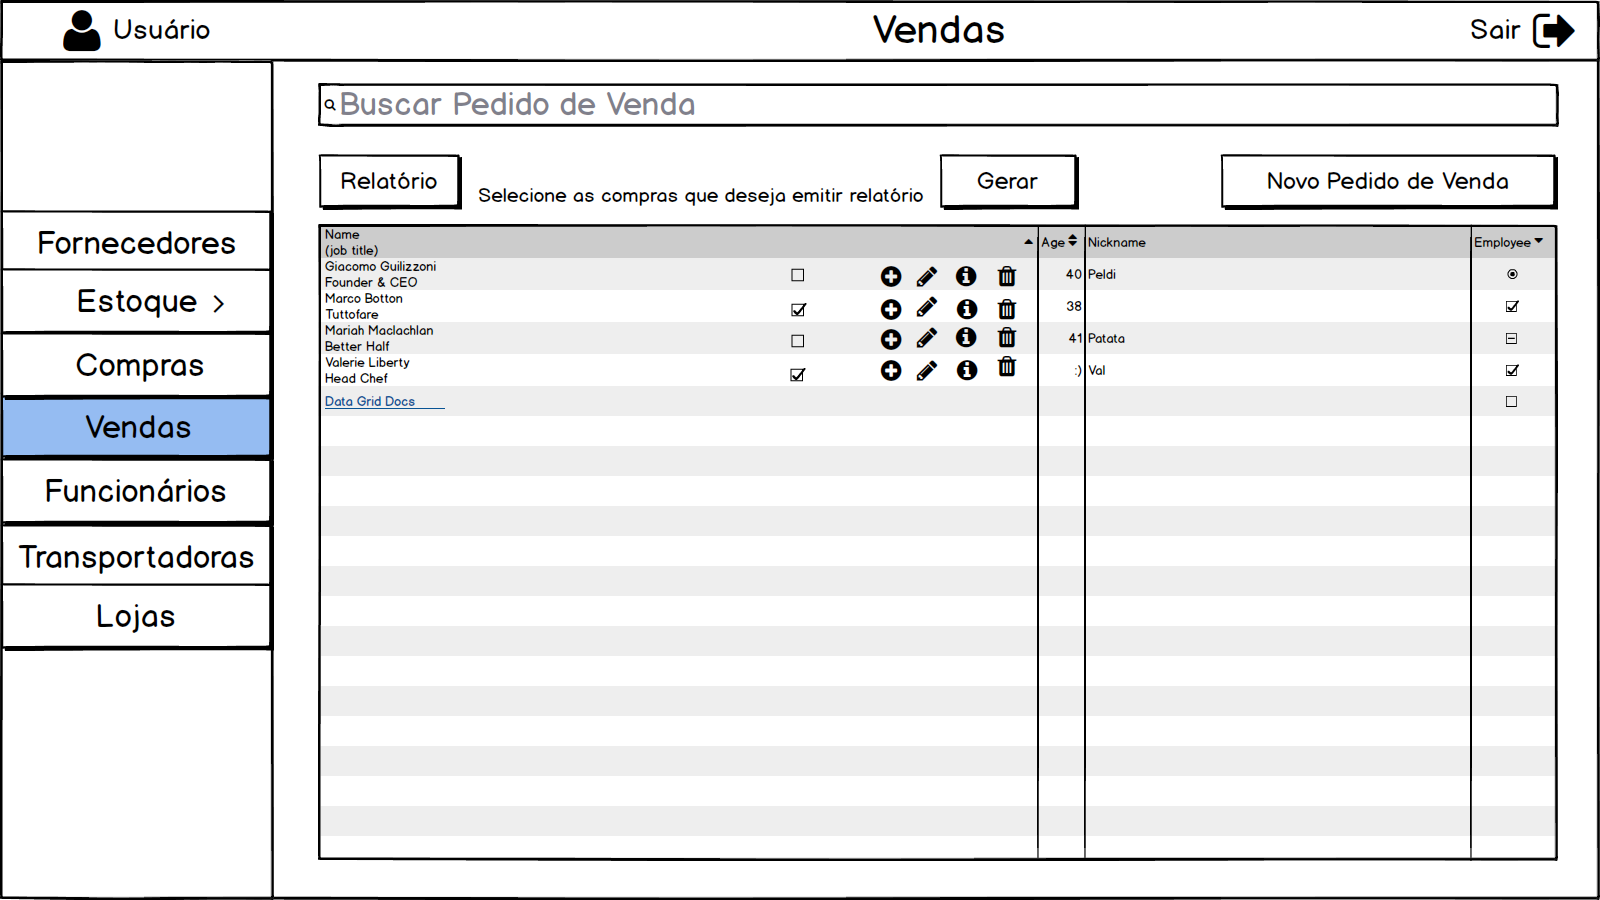 Usuário
Vendas
Sair
Buscar Pedido de Venda
Relatório
Selecione as compras que deseja emitir relatório
Gerar
Novo Pedido de Venda
Fornecedores
Estoque >
Compras
Vendas
Funcionários
Transportadoras
Lojas
Name
(job title)
Age
Nickname
Employee
Giacomo Guilizzoni
Founder & CEO
40
Peldi
Marco Botton
Tuttofare
38
Mariah Maclachlan
Better Half
41
Patata
Valerie Liberty
Head Chef
:)
Val
Data Grid Docs